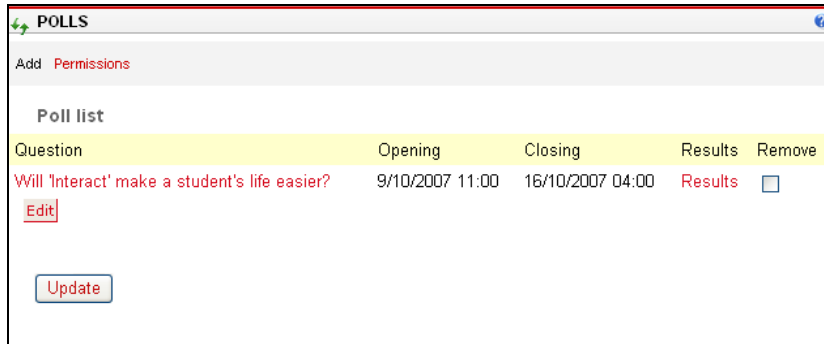 POLLS
Add Permissions
Poll list
Question Opening Closing Results Remove
Will 'Interact' make a student's life easier? 9/10/2007 11:00 16/10/2007 04:00 Results
Edit
Update